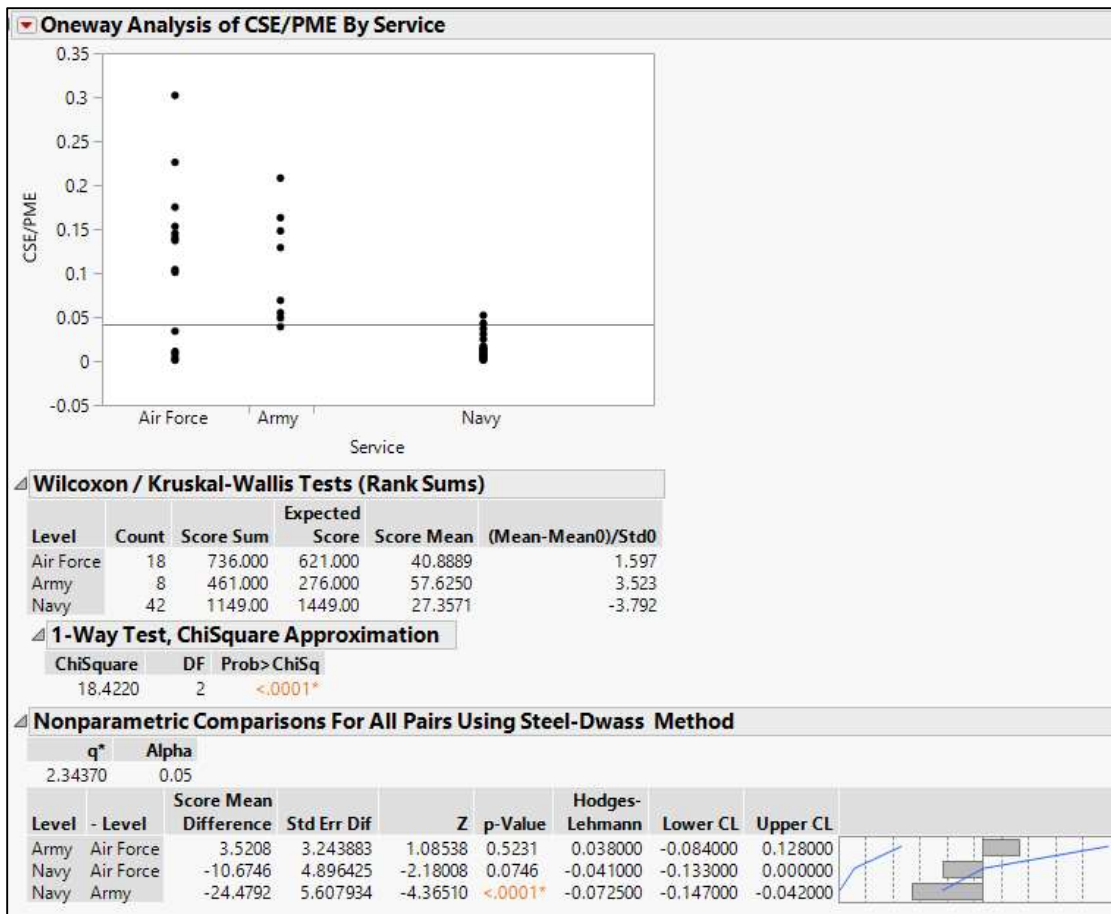 Oneway Analysis of CSE/PME By Service
0.35
0.3
0.25
0.2
0.15
0.1
0.05
0
-0.05
CSE/PME
Air Force Army Navy
Service
Wilcoxon / Kruskal-Wallis Tests (Rank Sums)
Expected
Level Count Score Sum Score Score Mean (Mean-Mean0)/Std0
Air Force 18 736.000 621.000 40.8889 1.597
Army 8 461.000 276.000 57.6250 3.523
Navy 42 1149.00 1449.00 27.3571 -3.792
1-Way Test, ChiSquare Approximation
ChiSquare DF Prob>ChiSq
18.4220 2 <.0001*
Nonparametric Comparisons For All Pairs Using Steel-Dwass Method
q* Alpha
2.34370 0.05
Score Mean Hodges-
Level - Level Difference Std Err Dif Z p-Value Lehmann Lower CL Upper CL
Army Air Force 3.5208 3.243883 1.08538 0.5231 0.038000 -0.084000 0.128000
Navy Air Force -10.6746 4.896425 -2.18008 0.0746 -0.041000 -0.133000 0.000000
Navy Army -24.4792 5.607934 -4.36510 <.0001* -0.072500 -0.147000 -0.042000